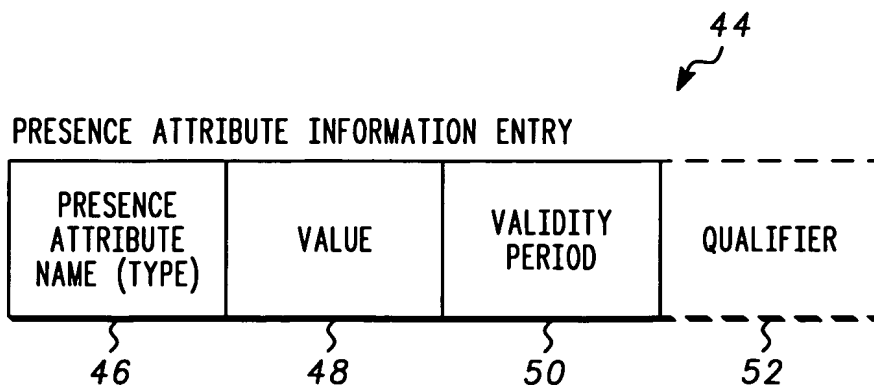 44
PRESENCE ATTRIBUTE INFORMATION ENTRY
PRESENCE
ATTRIBUTE
NAME (TYPE)
VALUE
VALIDITY
PERIOD
QUALIFIER
46
48
50
52